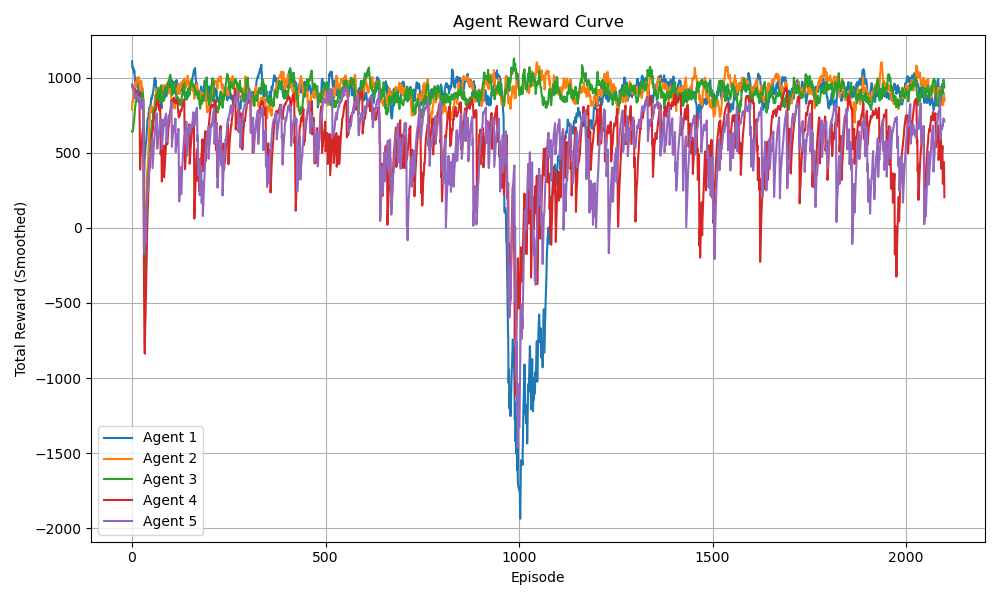 Agent Reward Curve
Total Reward (Smoothed)
1000
500
0
−500
−1000
−1500
−2000
Agent 1
Agent 2
Agent 3
Agent 4
Agent 5
0 500 1000 1500 2000
Episode